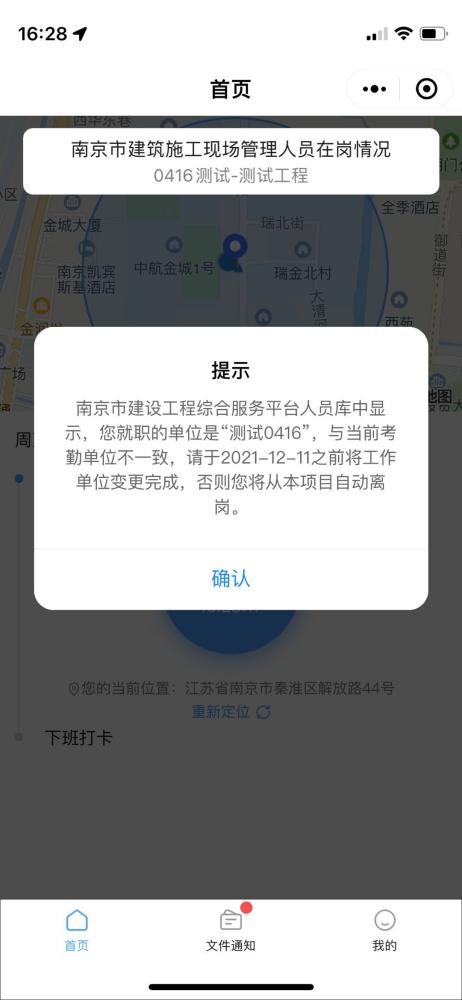 16:28
首页
四华东巷
南京市建筑施工现场管理人员在岗情况
0416测试-测试工程
全季酒店
金城大厦
瑞北街
御道街
南京凯宾
斯基酒店
中航金城1号
瑞金北村
大清河
西苑
提示
南京市建设工程综合服务平台人员库中显
示，您就职的单位是“测试0416”，与当前考
勤单位不一致，请于2021-12-11之前将工作
单位变更完成，否则您将从本项目自动离
岗。
确认
您的当前位置：江苏省南京市秦淮区解放路44号
重新定位
下班打卡
首页
文件通知
我的